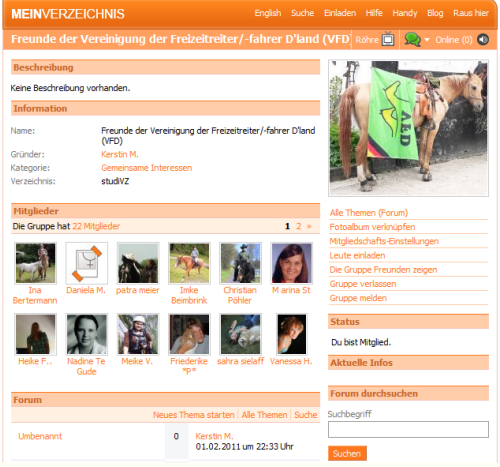 MEINVERZEICHNIS
English Suche Einladen Hilfe Handy Blog Raus hier
Freunde der Vereinigung der Freizeitreiter/-fahrer D'land (VFD)
Röhre
Online (0)
Beschreibung
Keine Beschreibung vorhanden.
Information
Name: Freunde der Vereinigung der Freizeitreiter/-fahrer D'land
(VFD)
Gründer: Kerstin M.
Kategorie: Gemeinsame Interessen
Verzeichnis: studiVZ
Mitglieder
Die Gruppe hat 22 Mitglieder 1 2 »
Ina Bertermann
Daniela M.
patra meier
Imke Beimbrink
Christian Pöhler
M arina St
Heike F..
Nadine Te Gude
Meike V.
Friederike *P*
sahra sielaff
Vanessa H.
Forum
Neues Thema starten | Alle Themen | Suche
Umbenannt 0 Kerstin M.
01.02.2011 um 22:33 Uhr
VFD
Alle Themen (Forum)
Fotoalbum verknüpfen
Mitgliedschafts-Einstellungen
Leute einladen
Die Gruppe Freunden zeigen
Gruppe verlassen
Gruppe melden
Status
Du bist Mitglied.
Aktuelle Infos
Forum durchsuchen
Suchbegriff
Suchen